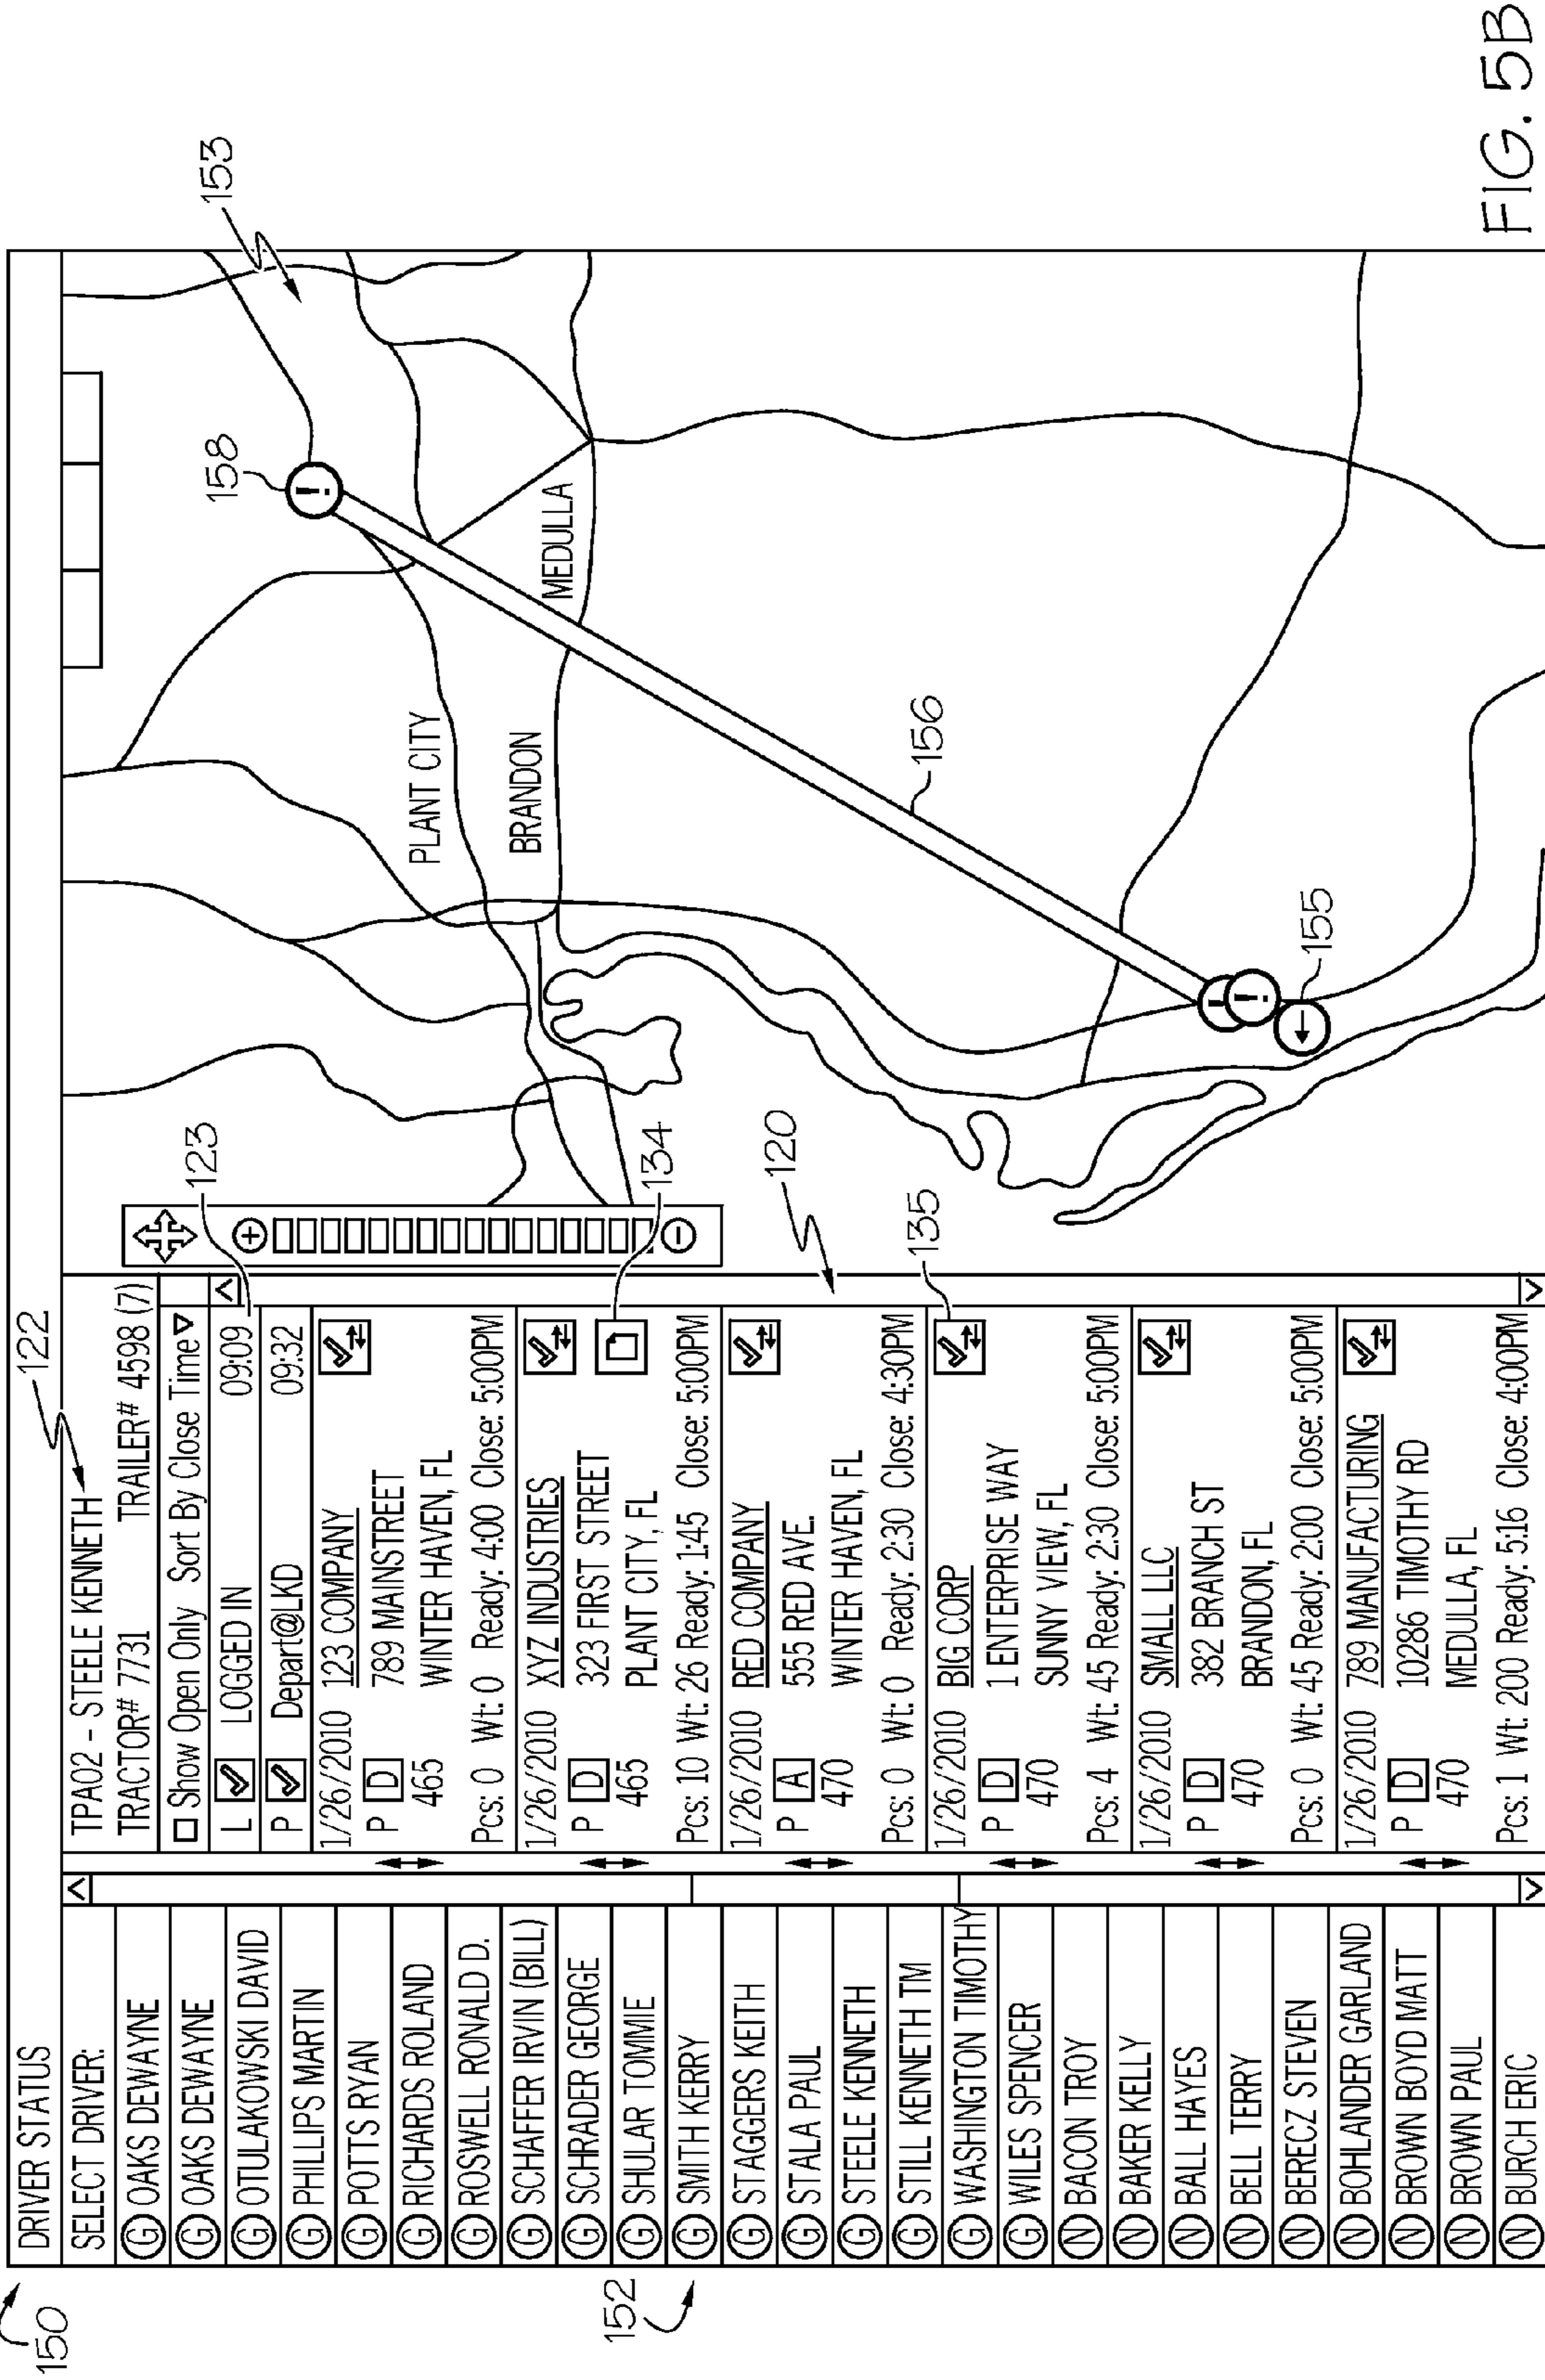 150
DRIVER STATUS
SELECT DRIVER:
G OAKS DEWAYNE
G OAKS DEWAYNE
G OTULAKOWSKI DAVID
G PHILLIPS MARTIN
G POTTS RYAN
G RICHARDS ROLAND
G ROSWELL RONALD D.
G SCHAFFER IRVIN (BILL)
G SCHRADER GEORGE
G SHULAR TOMMIE
G SMITH KERRY
G STAGGERS KEITH
G STALA PAUL
G STEELE KENNETH
G STILL KENNETH TM
G WASHINGTON TIMOTHY
G WILES SPENCER
N BACON TROY
N BAKER KELLY
N BALL HAYES
N BELL TERRY
N BERECZ STEVEN
N BOHLANDER GARLAND
N BROWN BOYD MATT
N BROWN PAUL
N BURCH ERIC
152
122
TPA02 - STEELE KENNETH
TRACTOR# 7731 TRAILER# 4598 (7)
Show Open Only Sort By Close Time
L LOGGED IN 09:09
P Depart@LKD 09:32
1/26/2010 123 COMPANY
P D 789 MAINSTREET
465 WINTER HAVEN, FL
Pcs: 0 Wt: 0 Ready: 4:00 Close: 5:00PM
1/26/2010 XYZ INDUSTRIES
P D 323 FIRST STREET
465 PLANT CITY, FL
Pcs: 10 Wt: 26 Ready: 1:45 Close: 5:00PM
1/26/2010 RED COMPANY
P A 555 RED AVE.
470 WINTER HAVEN, FL
Pcs: 0 Wt: 0 Ready: 2:30 Close: 4:30PM
1/26/2010 BIG CORP
P D 1 ENTERPRISE WAY
470 SUNNY VIEW, FL
Pcs: 4 Wt: 45 Ready: 2:30 Close: 5:00PM
1/26/2010 SMALL LLC
P D 382 BRANCH ST
470 BRANDON, FL
Pcs: 0 Wt: 45 Ready: 2:00 Close: 5:00PM
1/26/2010 789 MANUFACTURING
P D 10286 TIMOTHY RD
470 MEDULLA, FL
Pcs: 1 Wt: 200 Ready: 5:16 Close: 4:00PM
123
134
120
135
153
158
!
PLANT CITY
BRANDON
MEDULLA
156
!
!
155
FIG. 5B